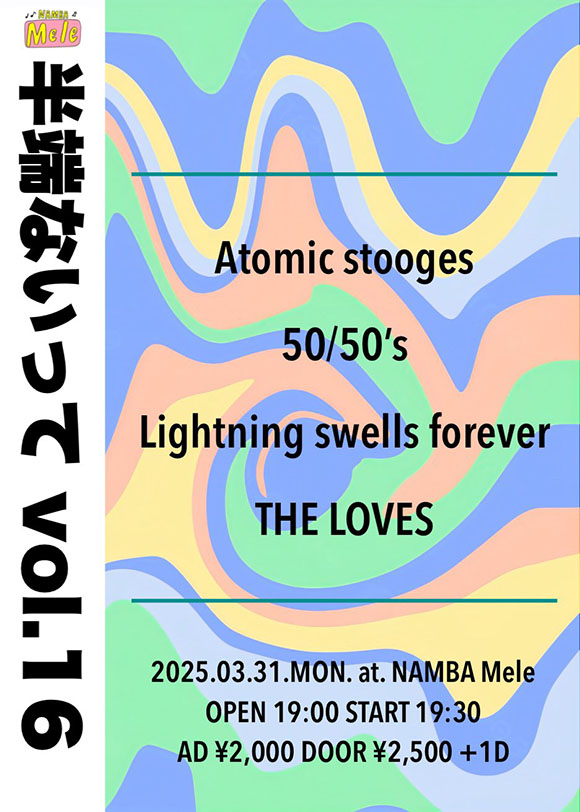 NAMBA
Mele
半端ないって vol.16
Atomic stooges
50/50's
Lightning swells forever
THE LOVES
2025.03.31.MON. at. NAMBA Mele
OPEN 19:00 START 19:30
AD ¥2,000 DOOR ¥2,500 +1D